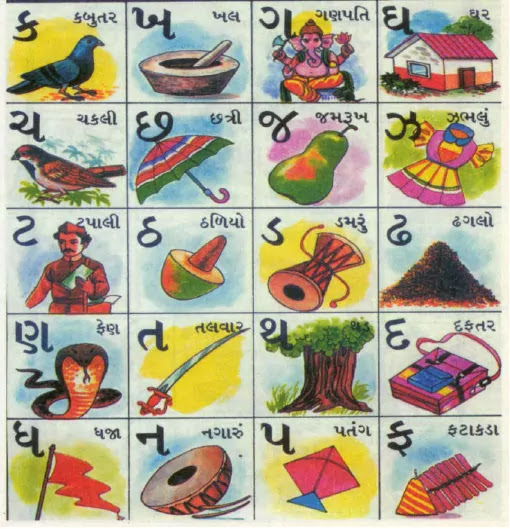 ક કબુતર
ખ ખલ
ગ ગણપતિ
ઘ ઘર
ચ ચકલી
છ છત્રી
જ જમરૂખ
ઝ ઝભલું
ટ ટપાલી
ઠ ઠળિયો
ડ ડમરું
ઢ ઢગલો
ણ ફેણ
ત તલવાર
થ થડ
દ દફતર
ધ ધજા
ન નગારું
પ પતંગ
ફ ફટાકડા